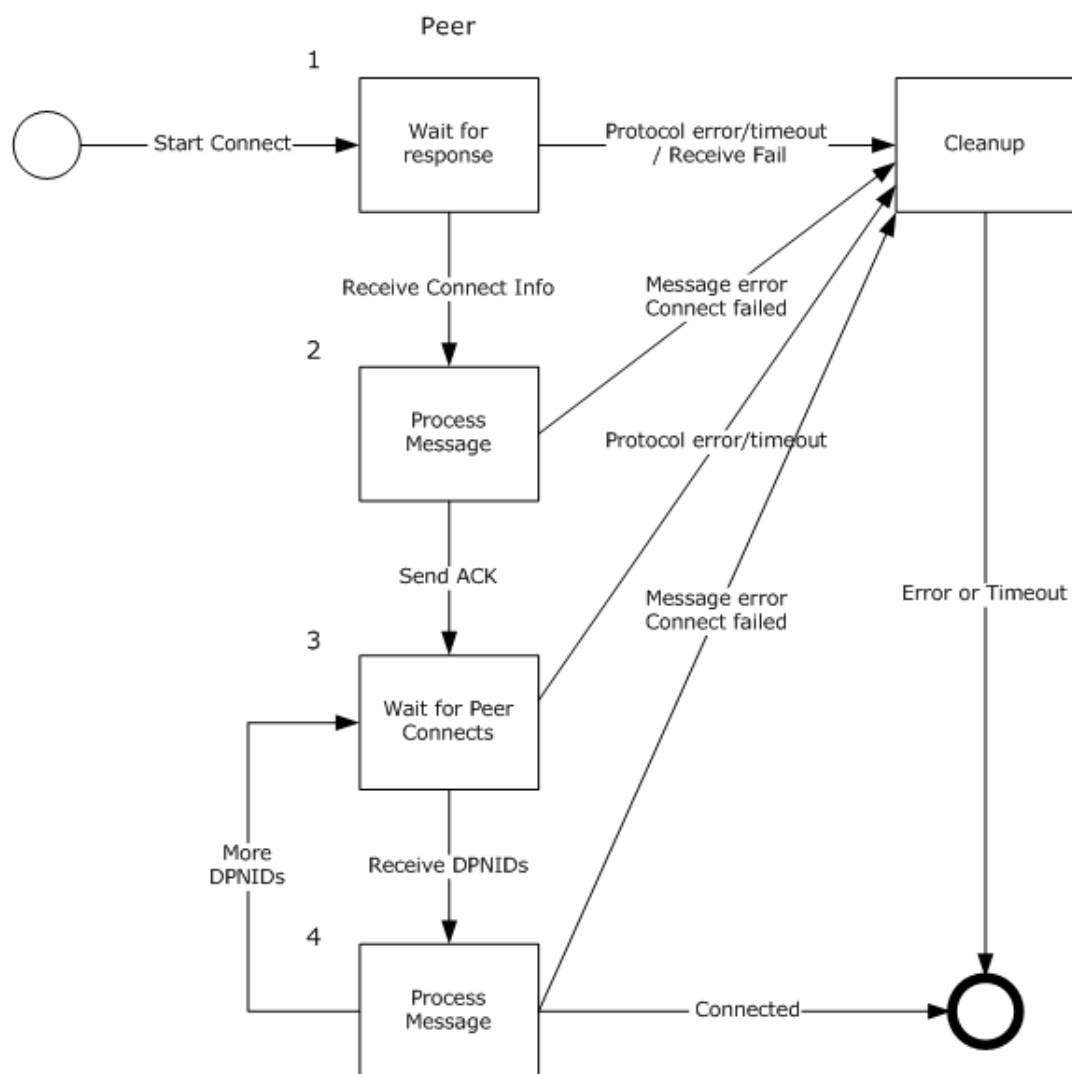 Peer
1
Wait for
response
Start Connect
Protocol error/timeout
/ Receive Fail
Cleanup
Receive Connect Info
Message error
Connect failed
2
Process
Message
Protocol error/timeout
Send ACK
Message error
Connect failed
Error or Timeout
3
Wait for Peer
Connects
More
DPNIDs
Receive DPNIDs
4
Process
Message
Connected